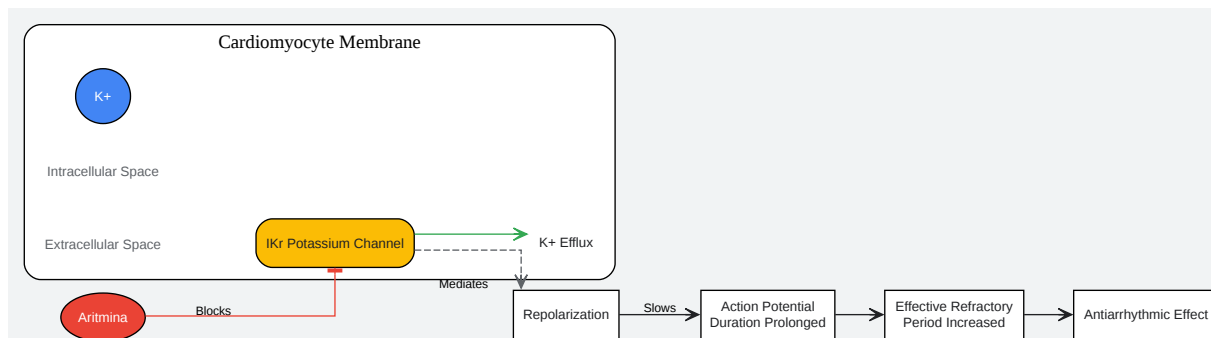 Cardiomyocyte Membrane
K+
Intracellular Space
Extracellular Space
IKr Potassium Channel
K+ Efflux
Mediates
Aritmina
Blocks
Repolarization
Slows
Action Potential
Duration Prolonged
Effective Refractory
Period Increased
Antiarrhythmic Effect